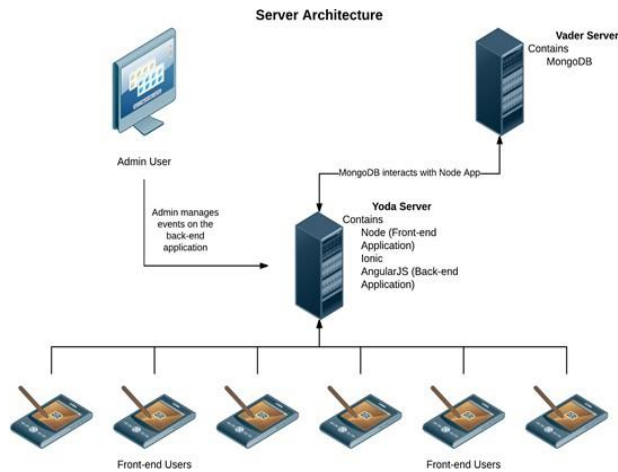 Server Architecture
Vader Server
Contains
MongoDB
Admin User
MongoDB interacts with Node App
Admin manages
events on the
back-end
application
Yoda Server
Contains
Node (Front-end
Application)
Ionic
AngularJS (Back-end
Application)
Front-end Users
Front-end Users